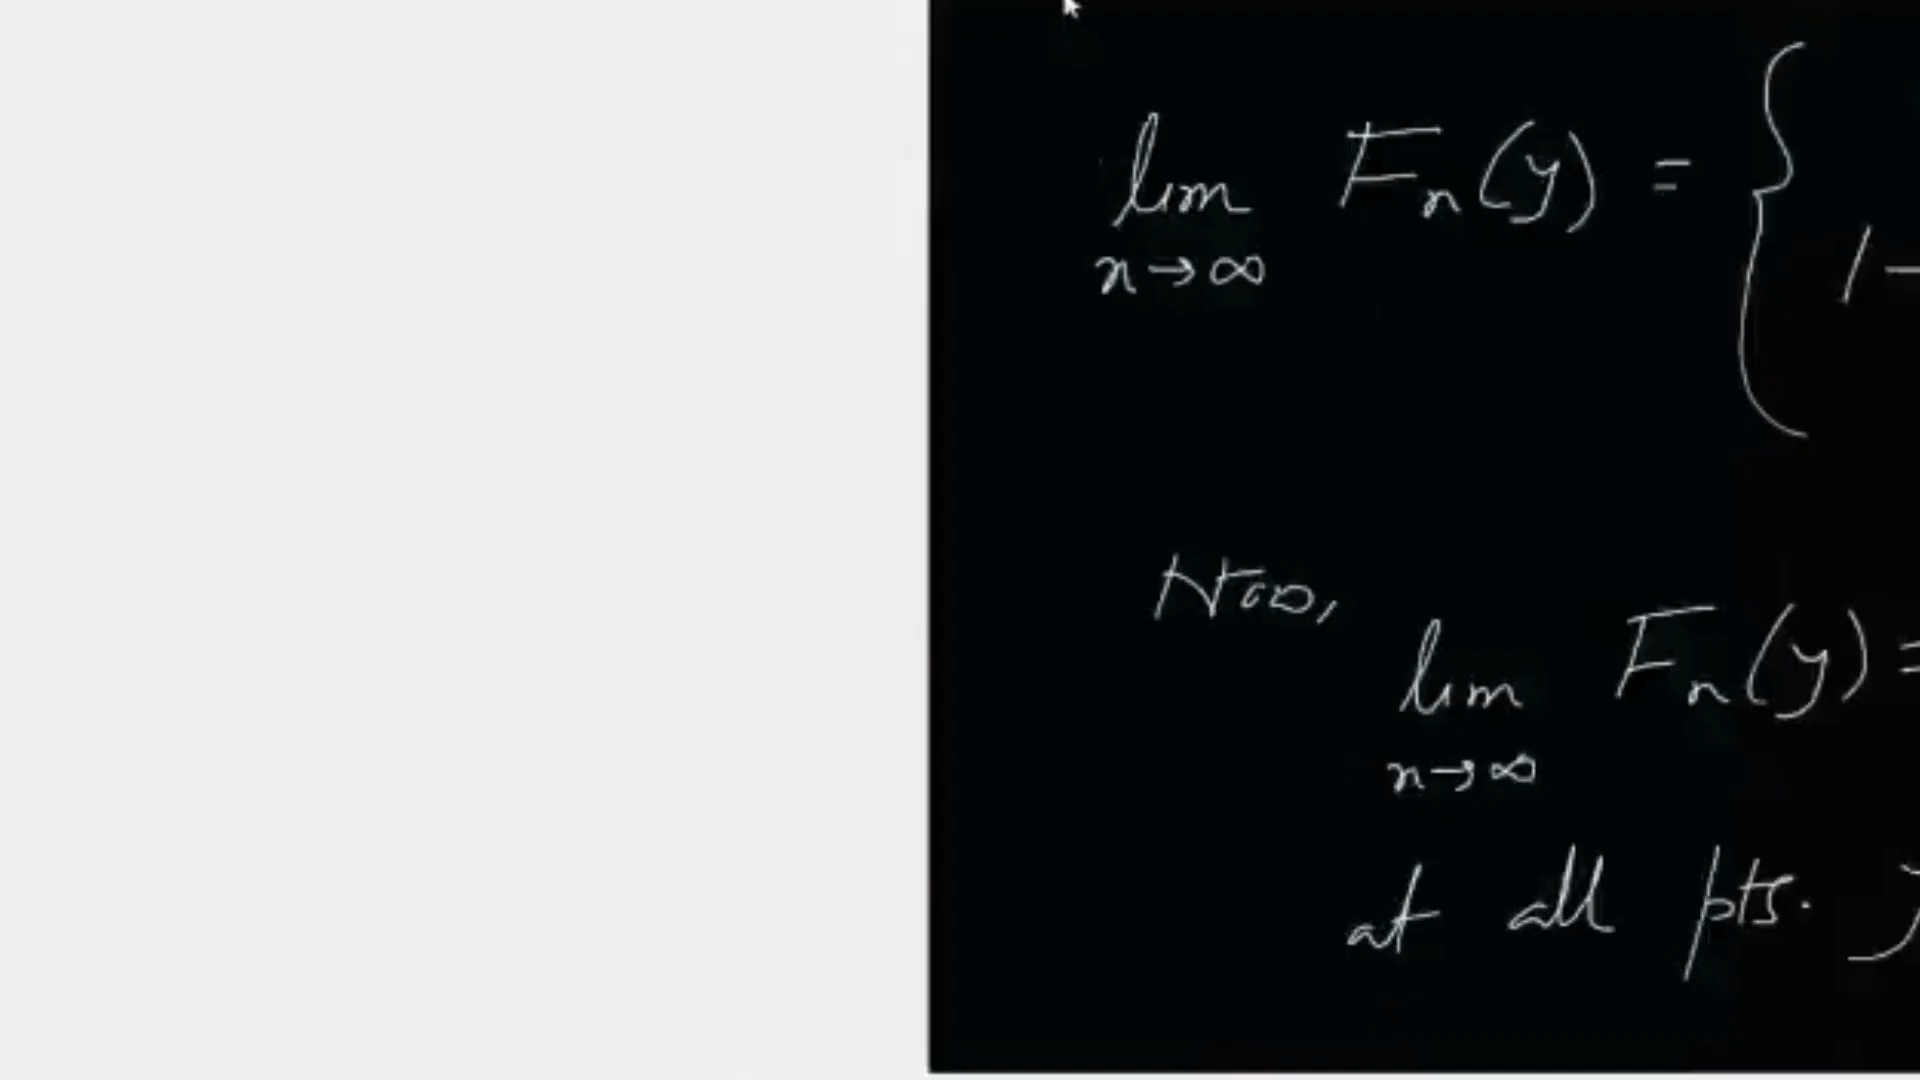 lim Fn(y) = {
n→∞
1 -
Now,
lim Fn(y) =
n→∞
at all pts.